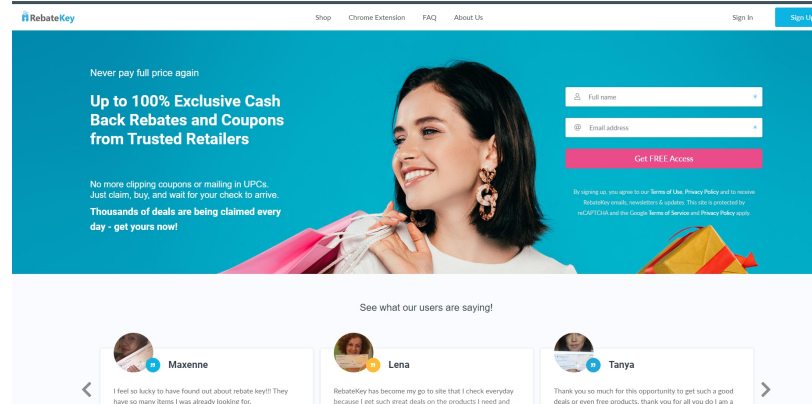 RebateKey
Shop Chrome Extension FAQ About Us
Sign In
Sign Up
Never pay full price again
Up to 100% Exclusive Cash
Back Rebates and Coupons
from Trusted Retailers
No more clipping coupons or mailing in UPCs.
Just claim, buy, and wait for your check to arrive.
Thousands of deals are being claimed every
day - get yours now!
Full name *
@ Email address *
Get FREE Access
By signing up, you agree to our Terms of Use, Privacy Policy and to receive
RebateKey emails, newsletters & updates. This site is protected by
reCAPTCHA and the Google Terms of Service and Privacy Policy apply.
See what our users are saying!
Maxenne
I feel so lucky to have found out about rebate key!!! They
have so many items I was already looking for.
Lena
RebateKey has become my go to site that I check everyday
because I get such great deals on the products I need and
Tanya
Thank you so much for this opportunity to get such a good
deals or even free products, thank you for all you do I am a